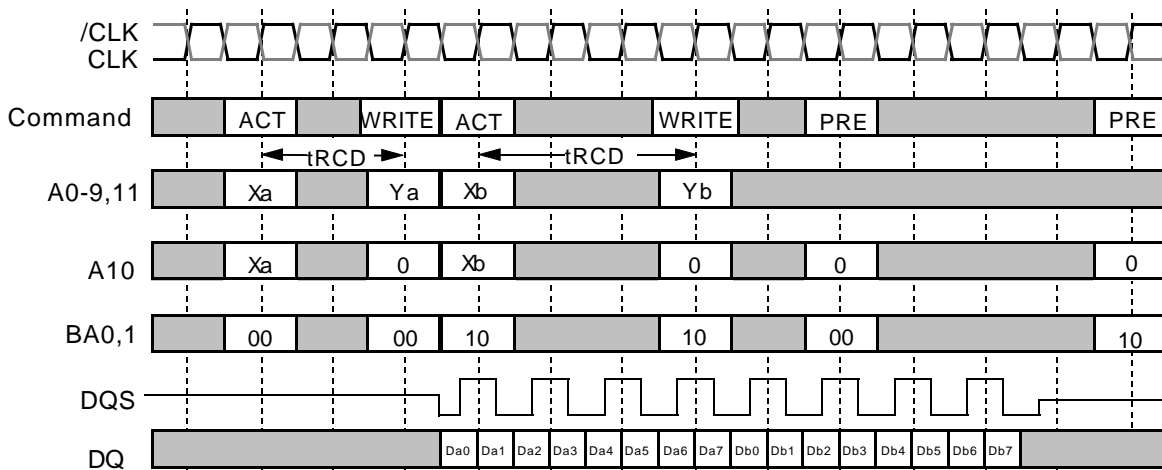 /CLK
CLK
Command ACT WRITE ACT WRITE PRE PRE
tRCD tRCD
A0-9,11 Xa Ya Xb Yb
A10 Xa 0 Xb 0 0 0
BA0,1 00 00 10 10 00 10
DQS
DQ Da0 Da1 Da2 Da3 Da4 Da5 Da6 Da7 Db0 Db1 Db2 Db3 Db4 Db5 Db6 Db7